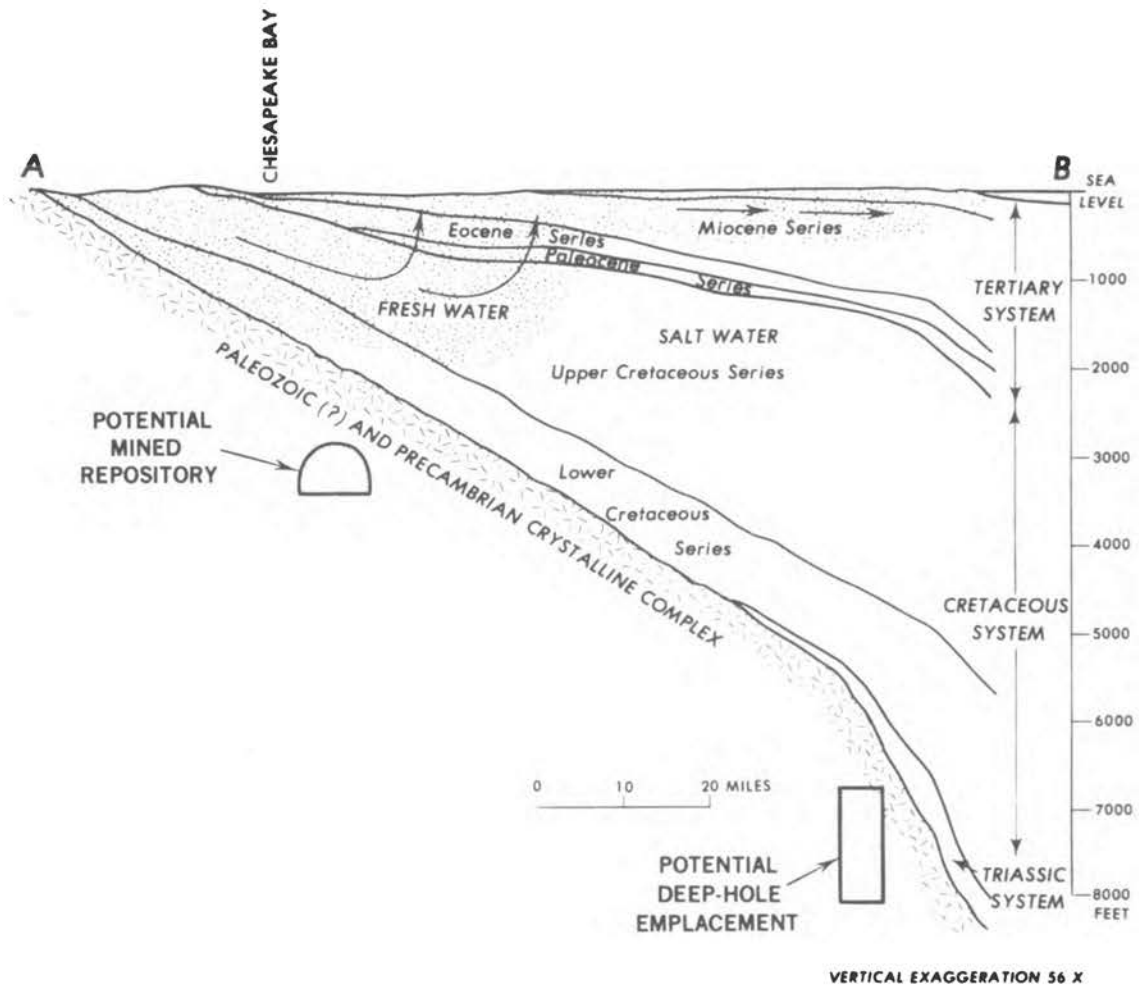 CHESAPEAKE BAY
A
B
SEA
LEVEL
Eocene
Series
Miocene Series
Paleocene
Series
1000
TERTIARY
SYSTEM
FRESH WATER
SALT WATER
2000
Upper Cretaceous Series
PALEOZOIC (?) AND PRECAMBRIAN CRYSTALLINE COMPLEX
POTENTIAL
MINED
REPOSITORY
3000
Lower
Cretaceous
Series
4000
CRETACEOUS
SYSTEM
5000
6000
0 10 20 MILES
7000
POTENTIAL
DEEP-HOLE
EMPLACEMENT
TRIASSIC
SYSTEM
8000
FEET
VERTICAL EXAGGERATION 56 X